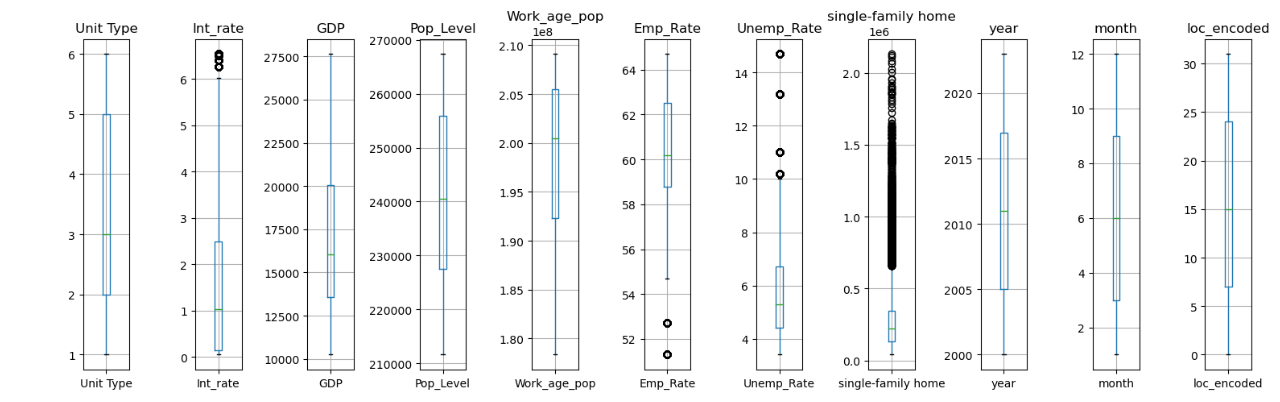 Unit Type
6
5
4
3
2
1
Unit Type
Int_rate
6
5
4
3
2
1
0
Int_rate
GDP
27500
25000
22500
20000
17500
15000
12500
10000
GDP
Pop_Level
270000
260000
250000
240000
230000
220000
210000
Pop_Level
Work_age_pop
1e8
2.10
2.05
2.00
1.95
1.90
1.85
1.80
Work_age_pop
Emp_Rate
64
62
60
58
56
54
52
Emp_Rate
Unemp_Rate
14
12
10
8
6
4
Unemp_Rate
single-family home
1e6
2.0
1.5
1.0
0.5
0.0
single-family home
year
2020
2015
2010
2005
2000
year
month
12
10
8
6
4
2
month
loc_encoded
30
25
20
15
10
5
0
loc_encoded